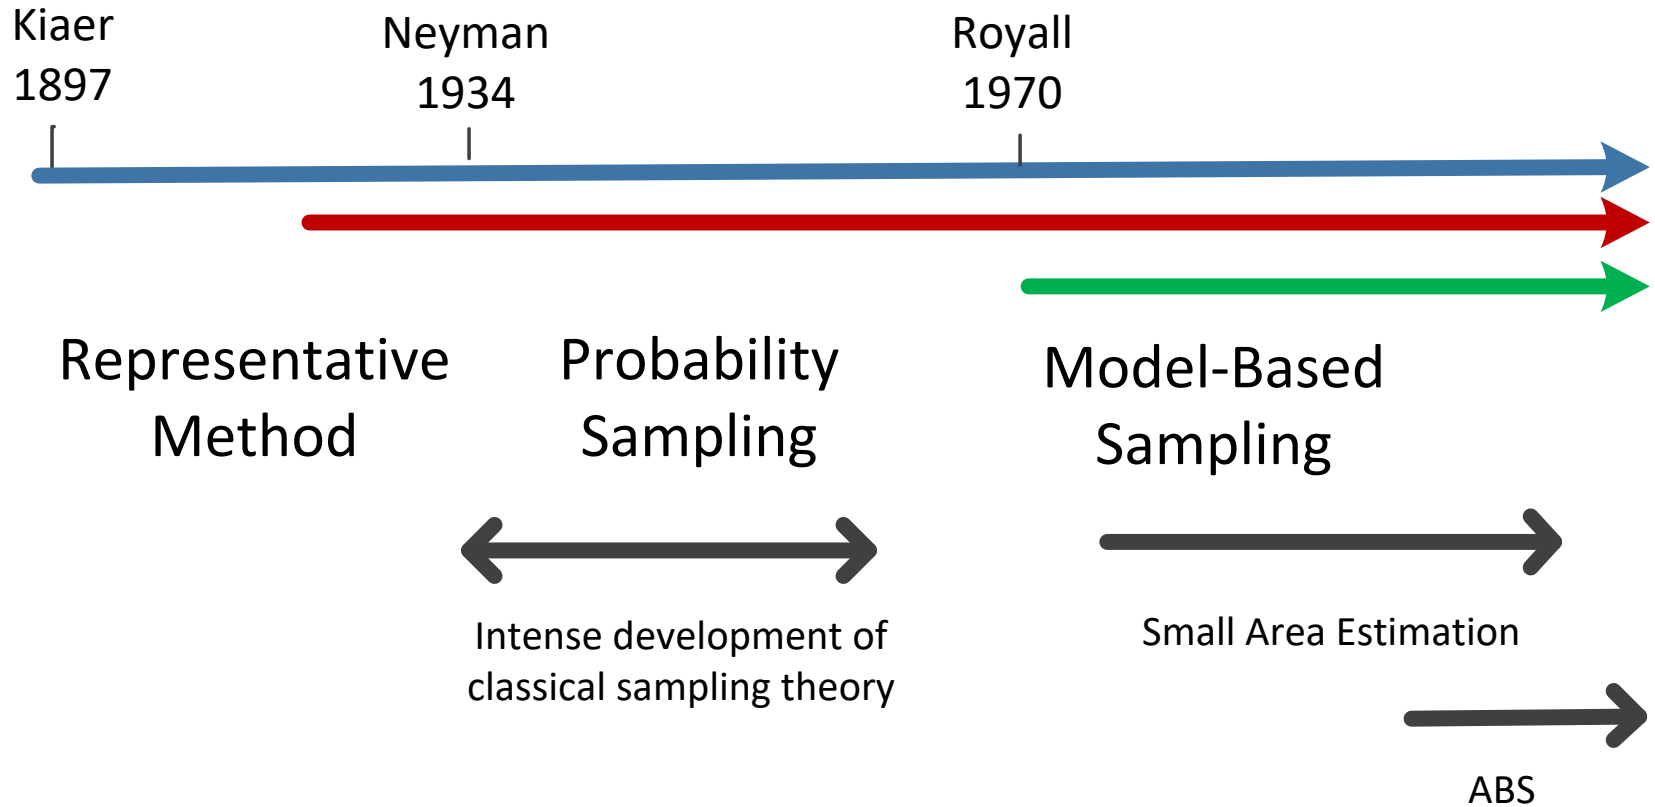 Kiaer
1897
Neyman
1934
Royall
1970
Representative
Method
Probability
Sampling
Model-Based
Sampling
Intense development of
classical sampling theory
Small Area Estimation
ABS